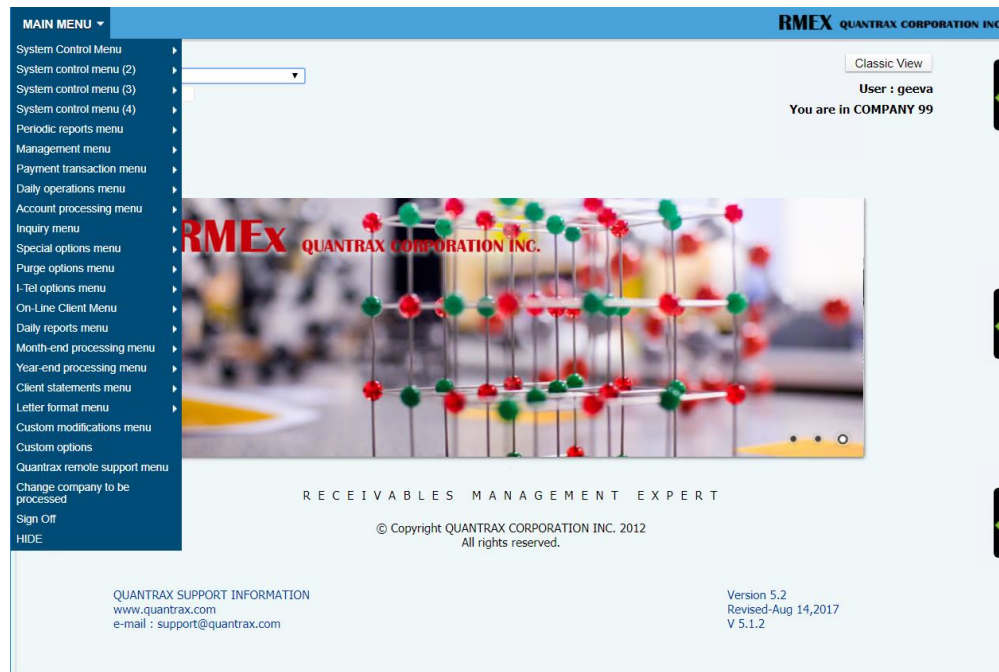 MAIN MENU
RMEX QUANTRAX CORPORATION INC
System Control Menu
System control menu (2)
System control menu (3)
System control menu (4)
Periodic reports menu
Management menu
Payment transaction menu
Daily operations menu
Account processing menu
Inquiry menu
Special options menu
Purge options menu
I-Tel options menu
On-Line Client Menu
Daily reports menu
Month-end processing menu
Year-end processing menu
Client statements menu
Letter format menu
Custom modifications menu
Custom options
Quantrax remote support menu
Change company to be
processed
Sign Off
HIDE
Classic View
User : geeva
You are in COMPANY 99
RMEX QUANTRAX CORPORATION INC.
RECEIVABLES MANAGEMENT EXPERT
© Copyright QUANTRAX CORPORATION INC. 2012
All rights reserved.
QUANTRAX SUPPORT INFORMATION
www.quantrax.com
e-mail : support@quantrax.com
Version 5.2
Revised-Aug 14,2017
V 5.1.2